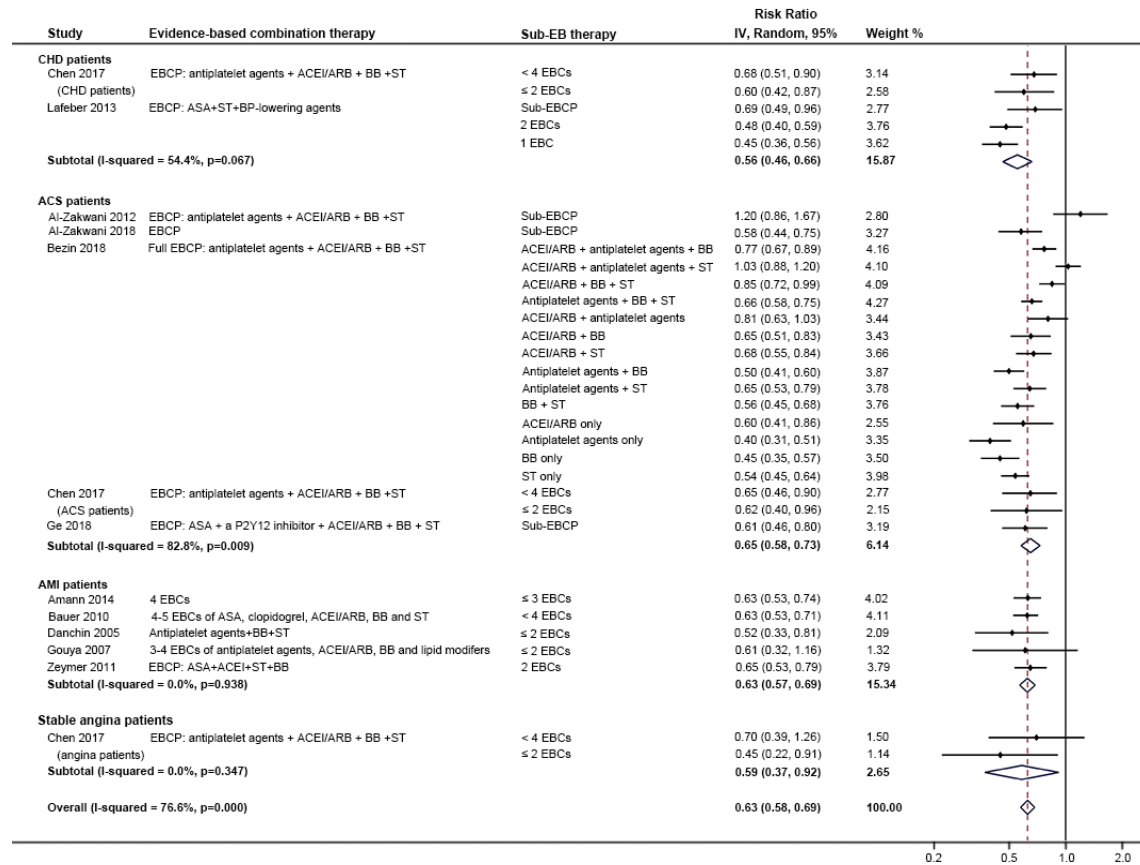 Risk Ratio
Study Evidence-based combination therapy Sub-EB therapy IV, Random, 95% Weight %
CHD patients
Chen 2017 EBCP: antiplatelet agents + ACEI/ARB + BB +ST < 4 EBCs 0.68 (0.51, 0.90) 3.14
(CHD patients) ≤ 2 EBCs 0.60 (0.42, 0.87) 2.58
Lafeber 2013 EBCP: ASA+ST+BP-lowering agents Sub-EBCP 0.69 (0.49, 0.96) 2.77
2 EBCs 0.48 (0.40, 0.59) 3.76
1 EBC 0.45 (0.36, 0.56) 3.62
Subtotal (I-squared = 54.4%, p=0.067) 0.56 (0.46, 0.66) 15.87
ACS patients
Al-Zakwani 2012 EBCP: antiplatelet agents + ACEI/ARB + BB +ST Sub-EBCP 1.20 (0.86, 1.67) 2.80
Al-Zakwani 2018 EBCP Sub-EBCP 0.58 (0.44, 0.75) 3.27
Bezin 2018 Full EBCP: antiplatelet agents + ACEI/ARB + BB +ST ACEI/ARB + antiplatelet agents + BB 0.77 (0.67, 0.89) 4.16
ACEI/ARB + antiplatelet agents + ST 1.03 (0.88, 1.20) 4.10
ACEI/ARB + BB + ST 0.85 (0.72, 0.99) 4.09
Antiplatelet agents + BB + ST 0.66 (0.58, 0.75) 4.27
ACEI/ARB + antiplatelet agents 0.81 (0.63, 1.03) 3.44
ACEI/ARB + BB 0.65 (0.51, 0.83) 3.43
ACEI/ARB + ST 0.68 (0.55, 0.84) 3.66
Antiplatelet agents + BB 0.50 (0.41, 0.60) 3.87
Antiplatelet agents + ST 0.65 (0.53, 0.79) 3.78
BB + ST 0.56 (0.45, 0.68) 3.76
ACEI/ARB only 0.60 (0.41, 0.86) 2.55
Antiplatelet agents only 0.40 (0.31, 0.51) 3.35
BB only 0.45 (0.35, 0.57) 3.50
ST only 0.54 (0.45, 0.64) 3.98
Chen 2017 EBCP: antiplatelet agents + ACEI/ARB + BB +ST < 4 EBCs 0.65 (0.46, 0.90) 2.77
(ACS patients) ≤ 2 EBCs 0.62 (0.40, 0.96) 2.15
Ge 2018 EBCP: ASA + a P2Y12 inhibitor + ACEI/ARB + BB + ST Sub-EBCP 0.61 (0.46, 0.80) 3.19
Subtotal (I-squared = 82.8%, p=0.009) 0.65 (0.58, 0.73) 6.14
AMI patients
Amann 2014 4 EBCs ≤ 3 EBCs 0.63 (0.53, 0.74) 4.02
Bauer 2010 4-5 EBCs of ASA, clopidogrel, ACEI/ARB, BB and ST < 4 EBCs 0.63 (0.53, 0.71) 4.11
Danchin 2005 Antiplatelet agents+BB+ST ≤ 2 EBCs 0.52 (0.33, 0.81) 2.09
Gouya 2007 3-4 EBCs of antiplatelet agents, ACEI/ARB, BB and lipid modifers ≤ 2 EBCs 0.61 (0.32, 1.16) 1.32
Zeymer 2011 EBCP: ASA+ACEI+ST+BB 2 EBCs 0.65 (0.53, 0.79) 3.79
Subtotal (I-squared = 0.0%, p=0.938) 0.63 (0.57, 0.69) 15.34
Stable angina patients
Chen 2017 EBCP: antiplatelet agents + ACEI/ARB + BB +ST < 4 EBCs 0.70 (0.39, 1.26) 1.50
(angina patients) ≤ 2 EBCs 0.45 (0.22, 0.91) 1.14
Subtotal (I-squared = 0.0%, p=0.347) 0.59 (0.37, 0.92) 2.65
Overall (I-squared = 76.6%, p=0.000) 0.63 (0.58, 0.69) 100.00
0.2 0.5 1.0 2.0